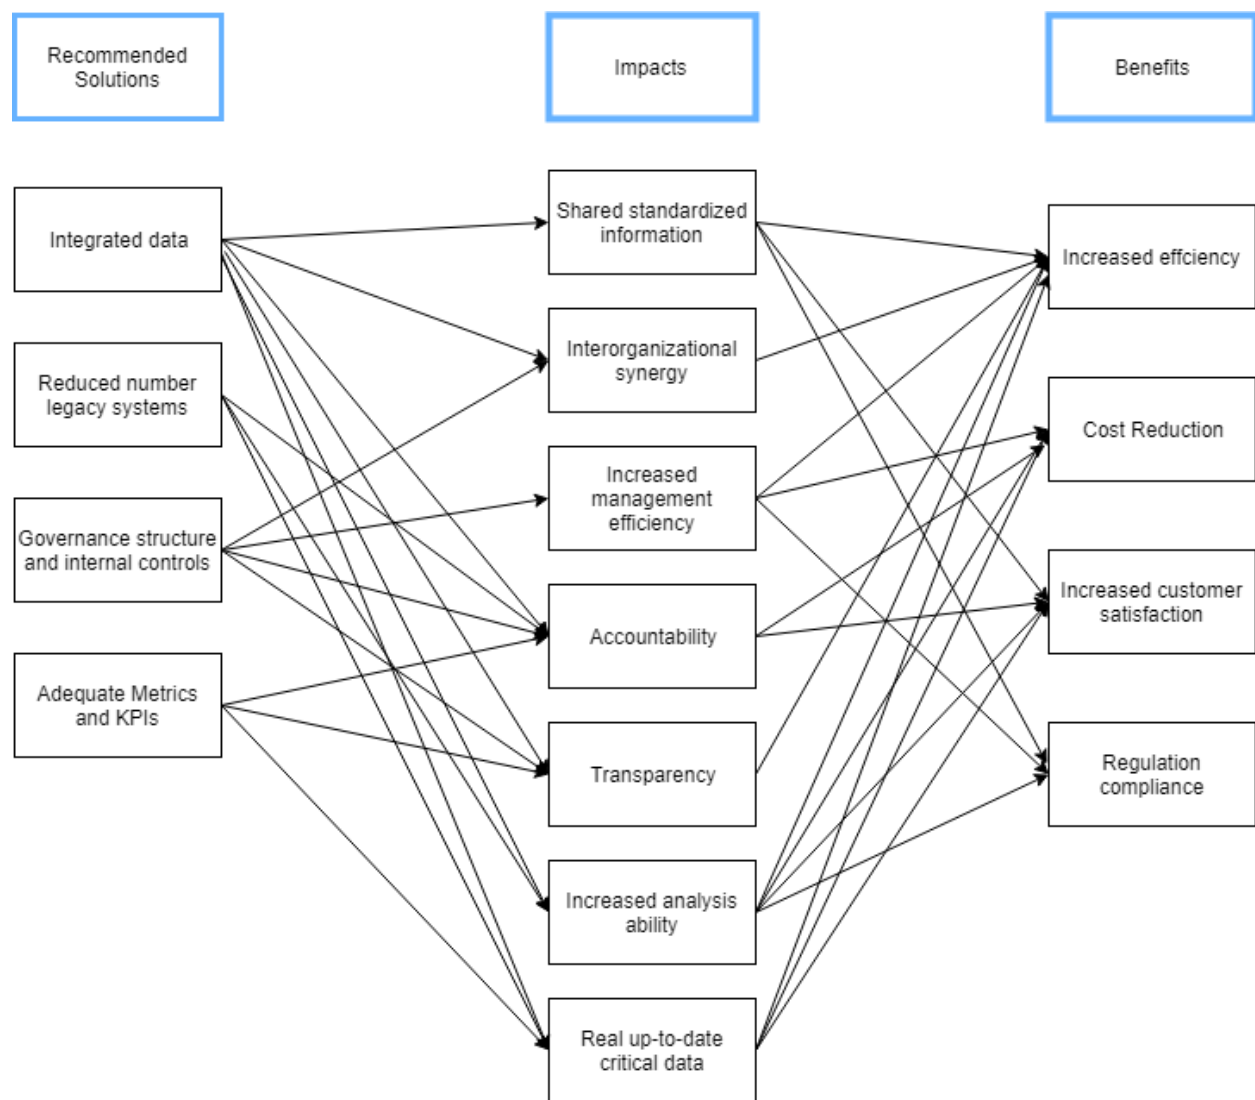 Recommended
Solutions
Impacts
Benefits
Integrated data
Reduced number
legacy systems
Governance structure
and internal controls
Adequate Metrics
and KPIs
Shared standardized
information
Interorganizational
synergy
Increased
management
efficiency
Accountability
Transparency
Increased analysis
ability
Real up-to-date
critical data
Increased effciency
Cost Reduction
Increased customer
satisfaction
Regulation
compliance